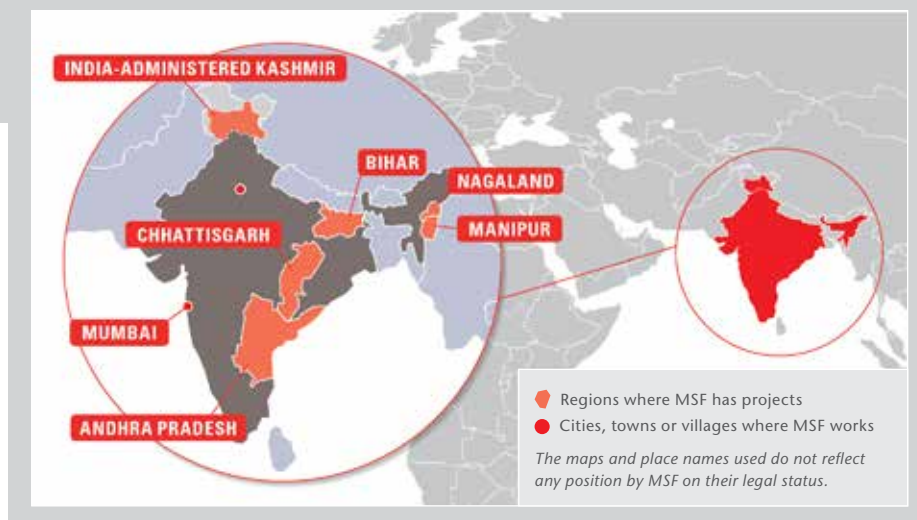 INDIA-ADMINISTERED KASHMIR
BIHAR
NAGALAND
CHHATTISGARH
MANIPUR
MUMBAI
ANDHRA PRADESH
Regions where MSF has projects
Cities, towns or villages where MSF works
The maps and place names used do not reflect
any position by MSF on their legal status.